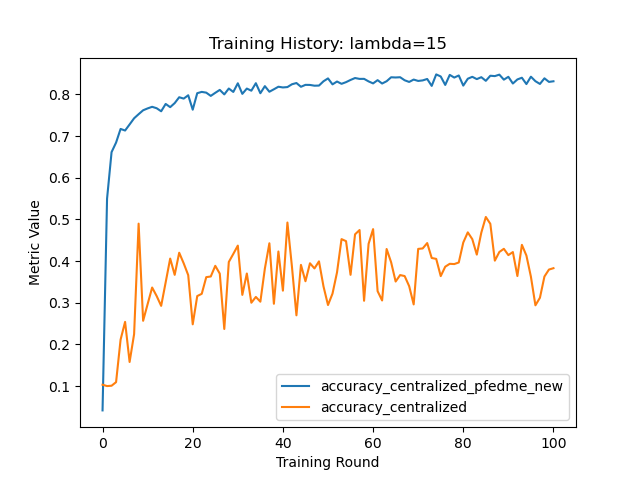 Training History: lambda=15
Metric Value
0.8
0.7
0.6
0.5
0.4
0.3
0.2
0.1
accuracy_centralized_pfedme_new
accuracy_centralized
0 20 40 60 80 100
Training Round